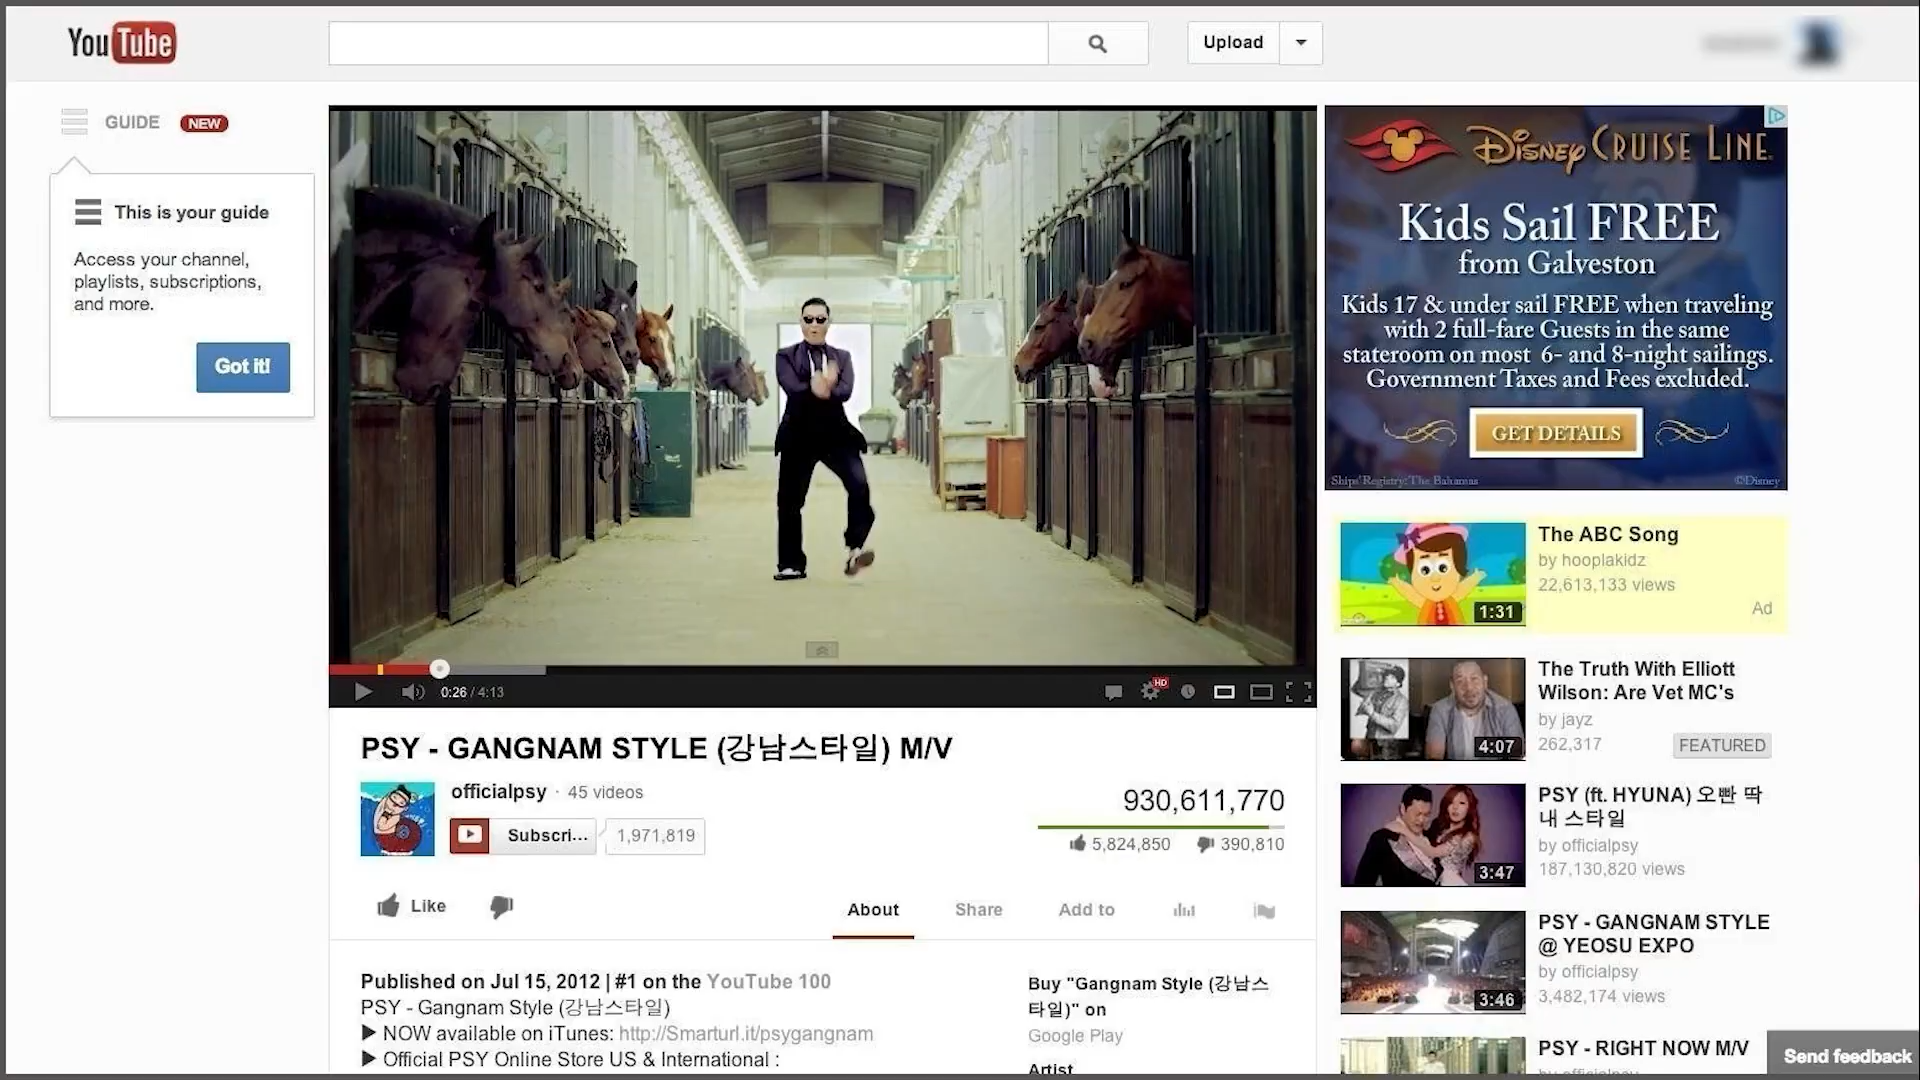 YouTube
Upload
GUIDE NEW
This is your guide
Access your channel,
playlists, subscriptions,
and more.
Got it!
HD
0:26 / 4:13
PSY - GANGNAM STYLE (강남스타일) M/V
officialpsy · 45 videos
Subscri... 1,971,819
930,611,770
5,824,850 390,810
Like
About Share Add to
Published on Jul 15, 2012 | #1 on the YouTube 100
PSY - Gangnam Style (강남스타일)
▶ NOW available on iTunes: http://Smarturl.it/psygangnam
▶ Official PSY Online Store US & International :
Buy "Gangnam Style (강남스
타일)" on
Google Play
Artist
DISNEY CRUISE LINE
Kids Sail FREE
from Galveston
Kids 17 & under sail FREE when traveling
with 2 full-fare Guests in the same
stateroom on most 6- and 8-night sailings.
Government Taxes and Fees excluded.
GET DETAILS
Ships' Registry: The Bahamas ©Disney
The ABC Song
by hooplakidz
22,613,133 views
Ad
1:31
The Truth With Elliott
Wilson: Are Vet MC's
by jayz
262,317
FEATURED
4:07
PSY (ft. HYUNA) 오빤 딱
내 스타일
by officialpsy
187,130,820 views
3:47
PSY - GANGNAM STYLE
@ YEOSU EXPO
by officialpsy
3,482,174 views
3:46
PSY - RIGHT NOW M/V
Send feedback